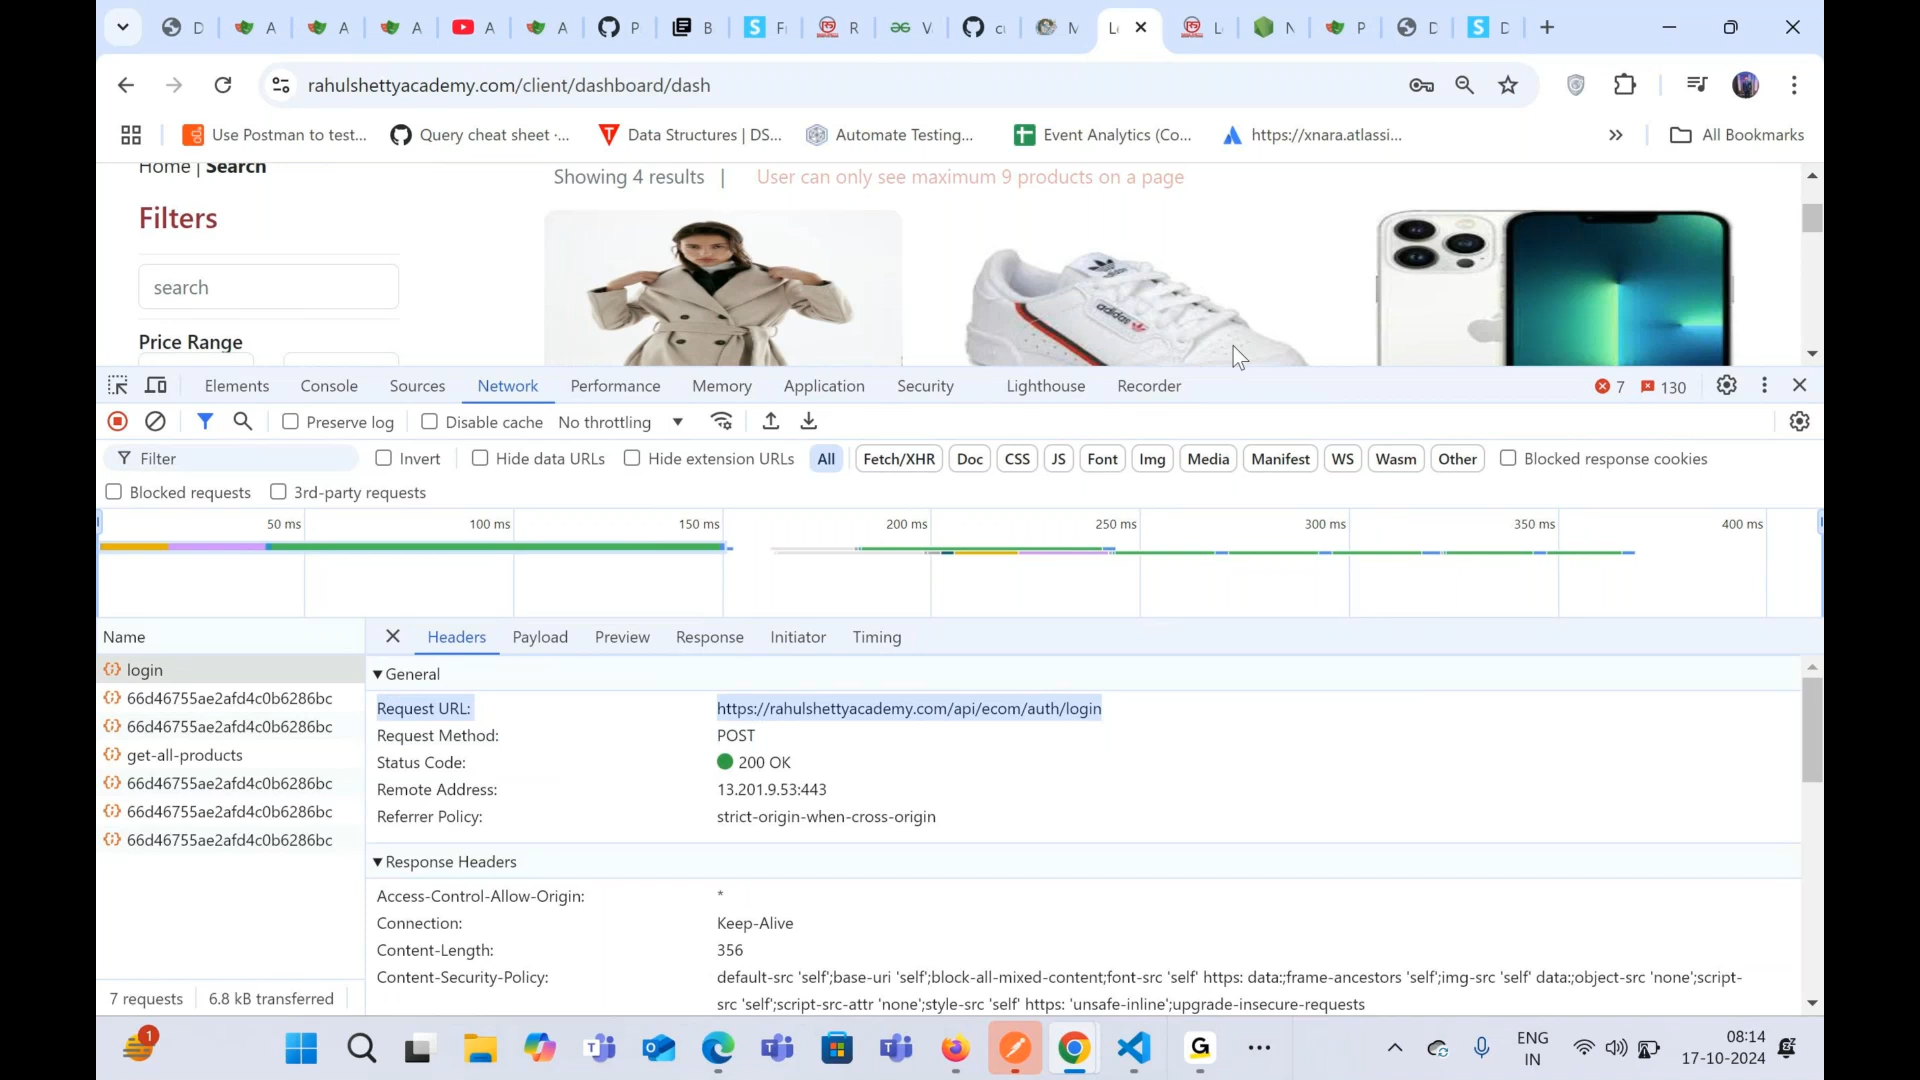 D
A
A
A
A
A
P
B
S
F
R
V
cu
M
Lo
L
N
P
D
S
D
rahulshettyacademy.com/client/dashboard/dash
Use Postman to test...
Query cheat sheet ·...
Data Structures | DS...
Automate Testing...
Event Analytics (Co...
https://xnara.atlassi...
All Bookmarks
Home | Search
Showing 4 results |
User can only see maximum 9 products on a page
Filters
search
Price Range
adidas
Elements
Console
Sources
Network
Performance
Memory
Application
Security
Lighthouse
Recorder
7
130
Preserve log
Disable cache
No throttling
Filter
Invert
Hide data URLs
Hide extension URLs
All
Fetch/XHR
Doc
CSS
JS
Font
Img
Media
Manifest
WS
Wasm
Other
Blocked response cookies
Blocked requests
3rd-party requests
50 ms
100 ms
150 ms
200 ms
250 ms
300 ms
350 ms
400 ms
Name
Headers
Payload
Preview
Response
Initiator
Timing
login
66d46755ae2afd4c0b6286bc
66d46755ae2afd4c0b6286bc
get-all-products
66d46755ae2afd4c0b6286bc
66d46755ae2afd4c0b6286bc
66d46755ae2afd4c0b6286bc
7 requests
6.8 kB transferred
General
Request URL: https://rahulshettyacademy.com/api/ecom/auth/login
Request Method: POST
Status Code: 200 OK
Remote Address: 13.201.9.53:443
Referrer Policy: strict-origin-when-cross-origin
Response Headers
Access-Control-Allow-Origin: *
Connection: Keep-Alive
Content-Length: 356
Content-Security-Policy: default-src 'self';base-uri 'self';block-all-mixed-content;font-src 'self' https: data:;frame-ancestors 'self';img-src 'self' data:;object-src 'none';script-
src 'self';script-src-attr 'none';style-src 'self' https: 'unsafe-inline';upgrade-insecure-requests
1
ENG
IN
08:14
17-10-2024